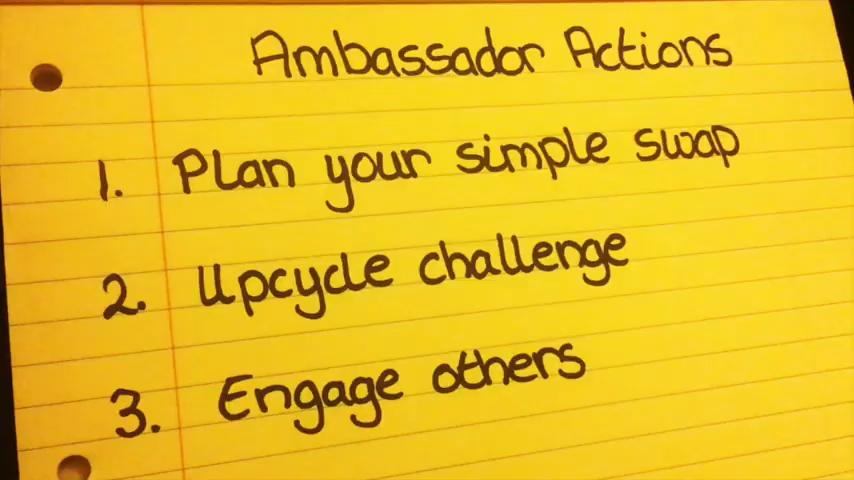 Ambassador Actions
1. Plan your simple swap
2. Upcycle challenge
3. Engage others